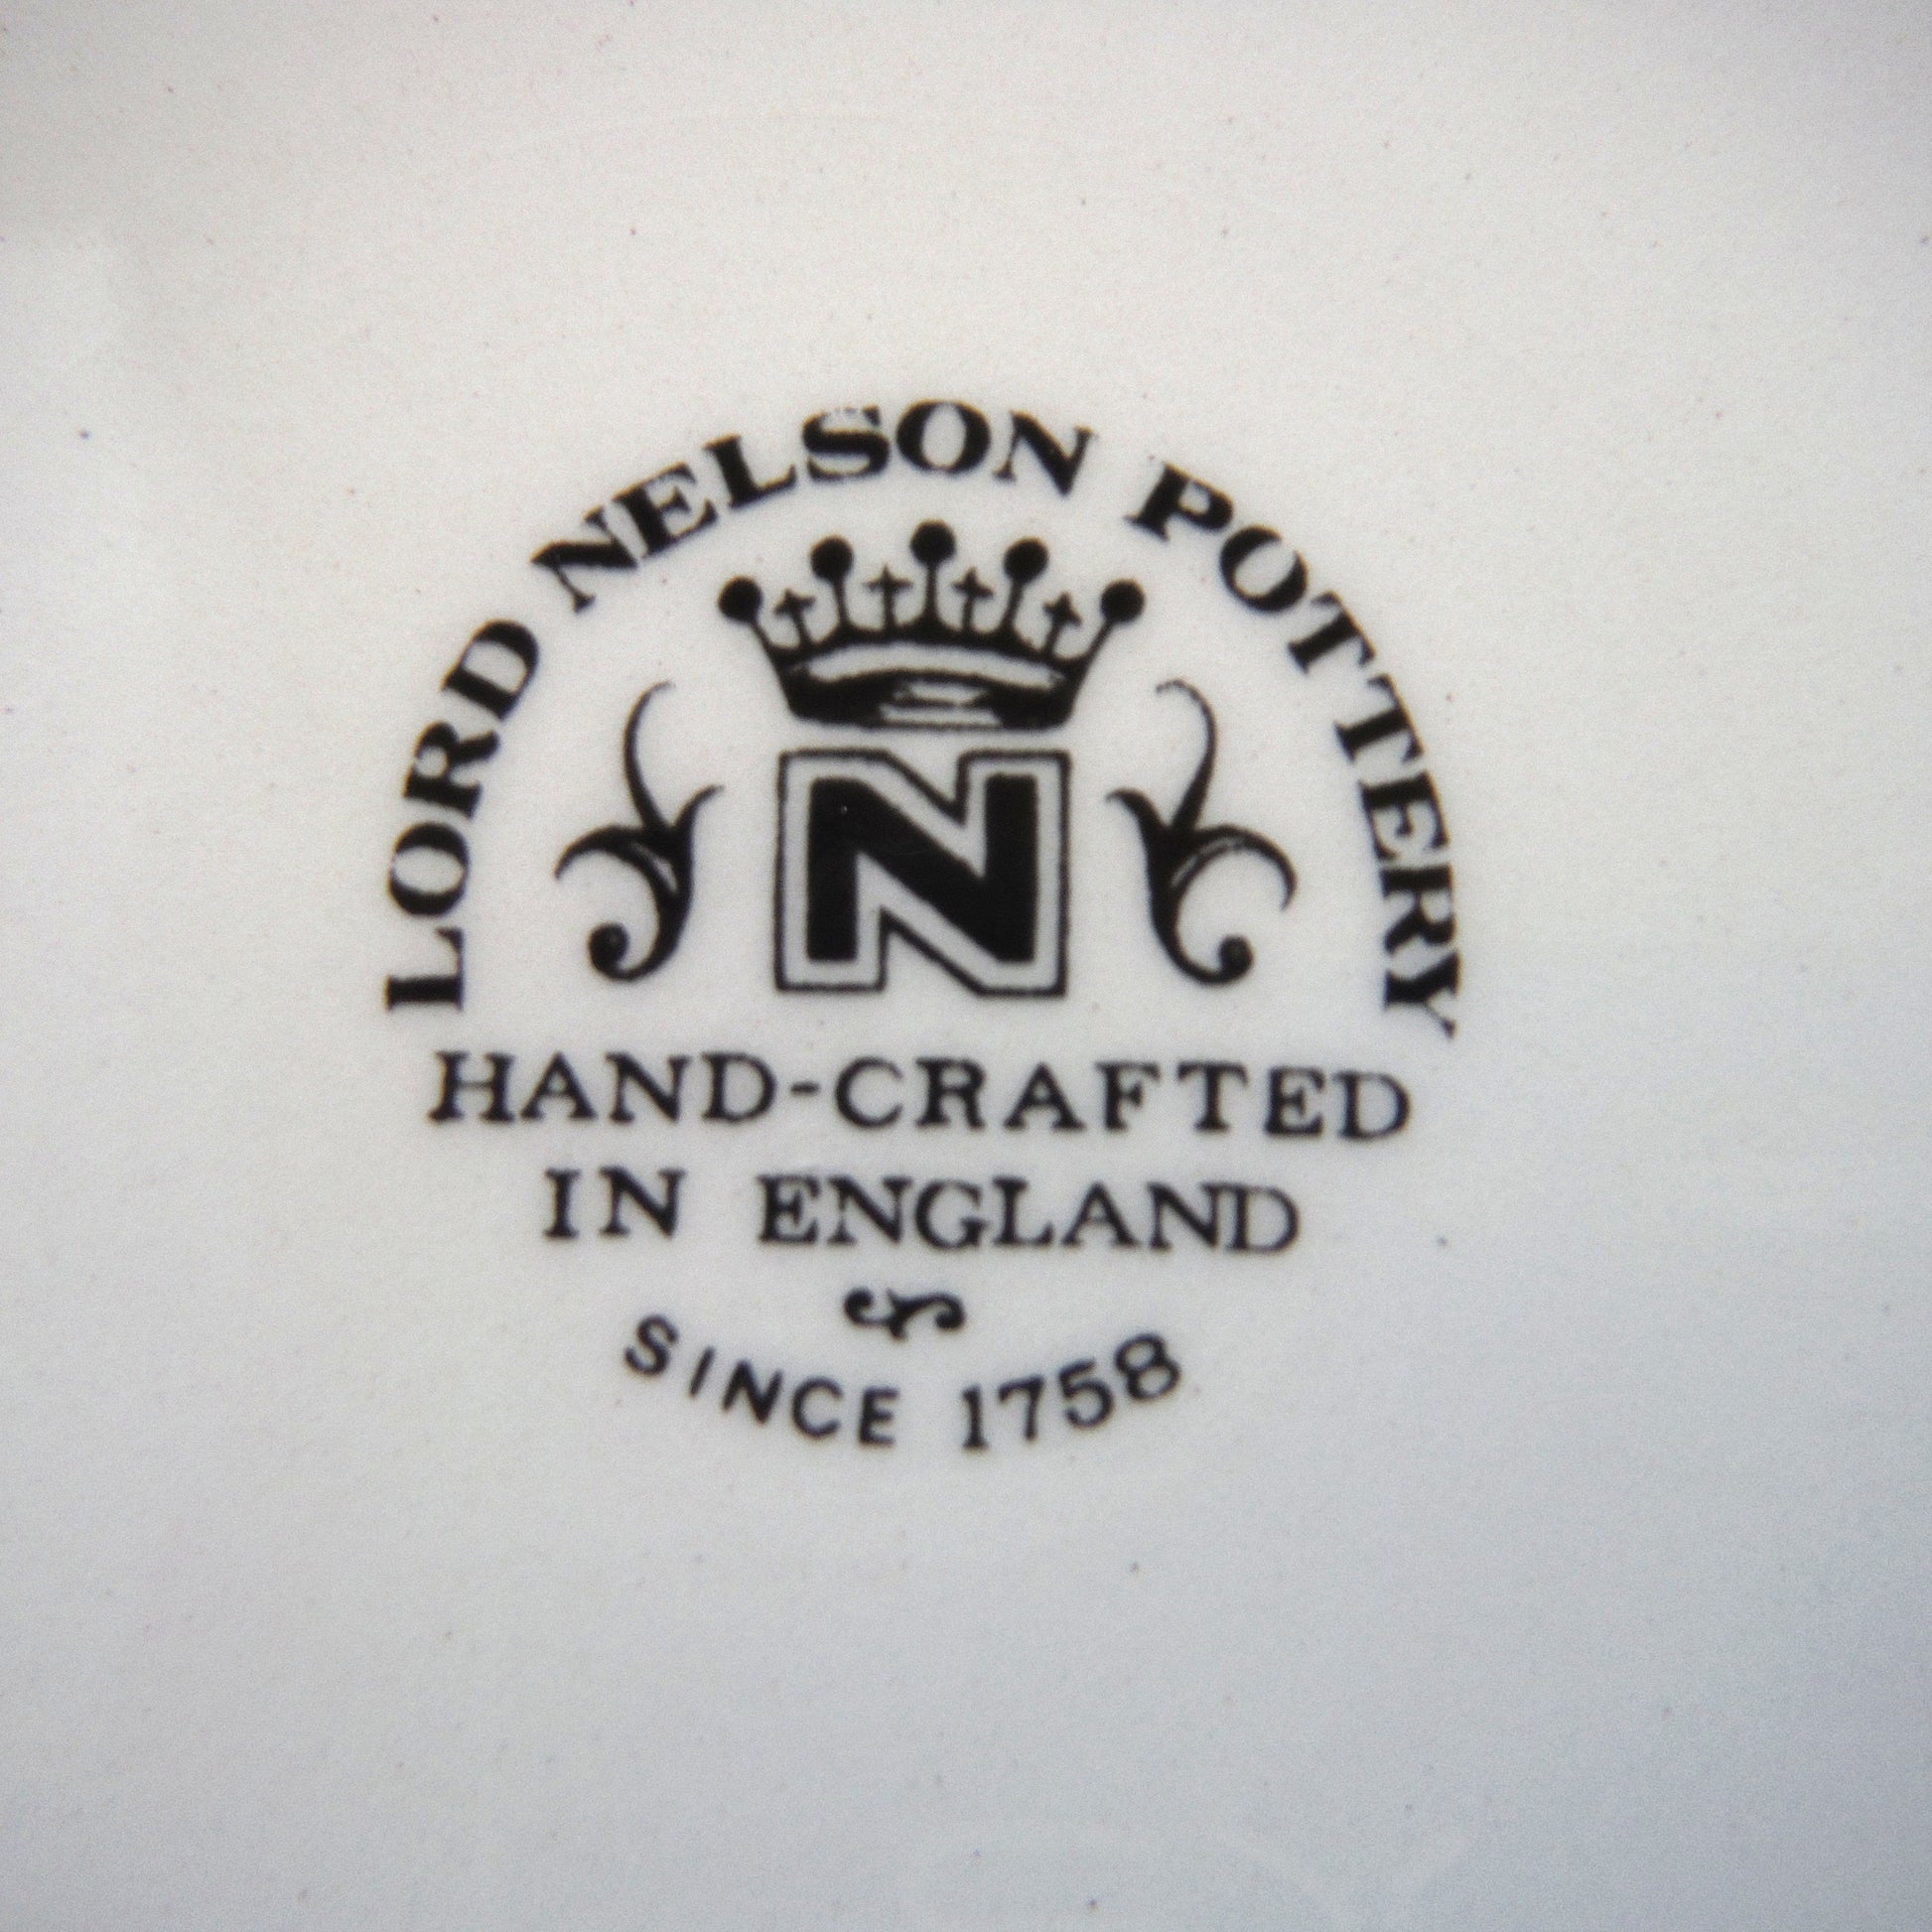 LORD NELSON POTTERY
N
HAND-CRAFTED
IN ENGLAND
SINCE 1758